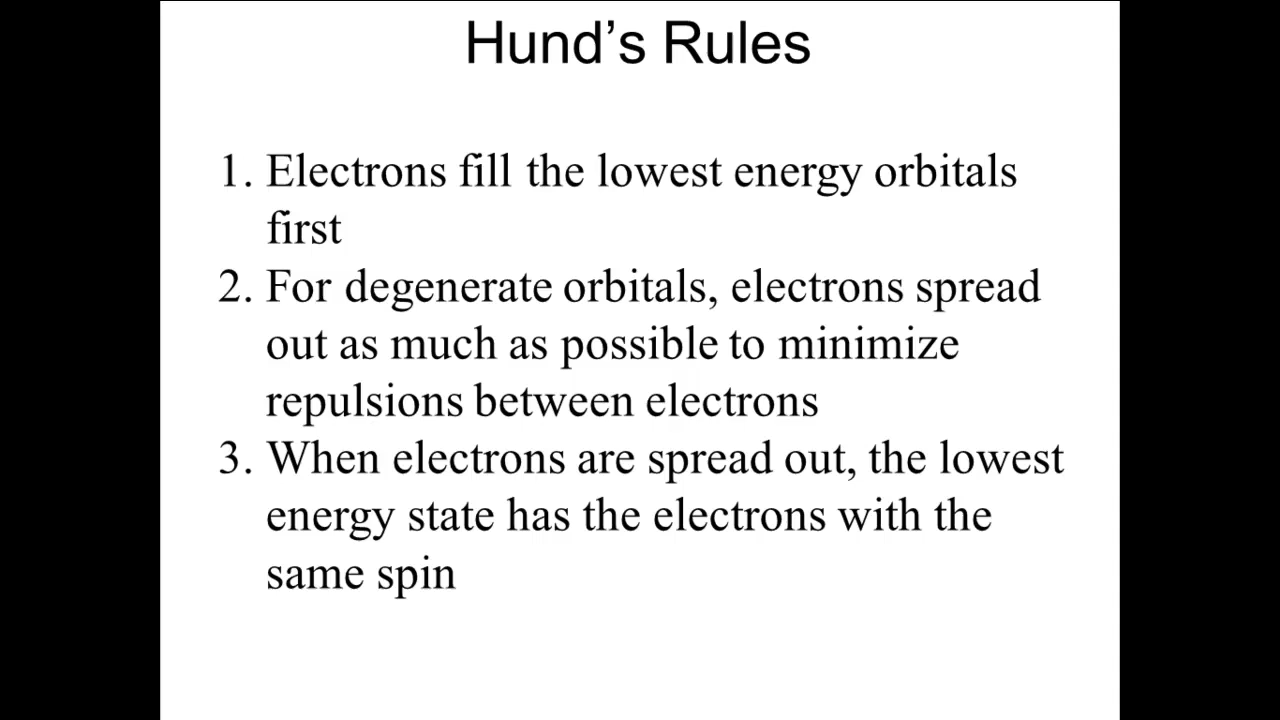 Hund’s Rules
1. Electrons fill the lowest energy orbitals
first
2. For degenerate orbitals, electrons spread
out as much as possible to minimize
repulsions between electrons
3. When electrons are spread out, the lowest
energy state has the electrons with the
same spin